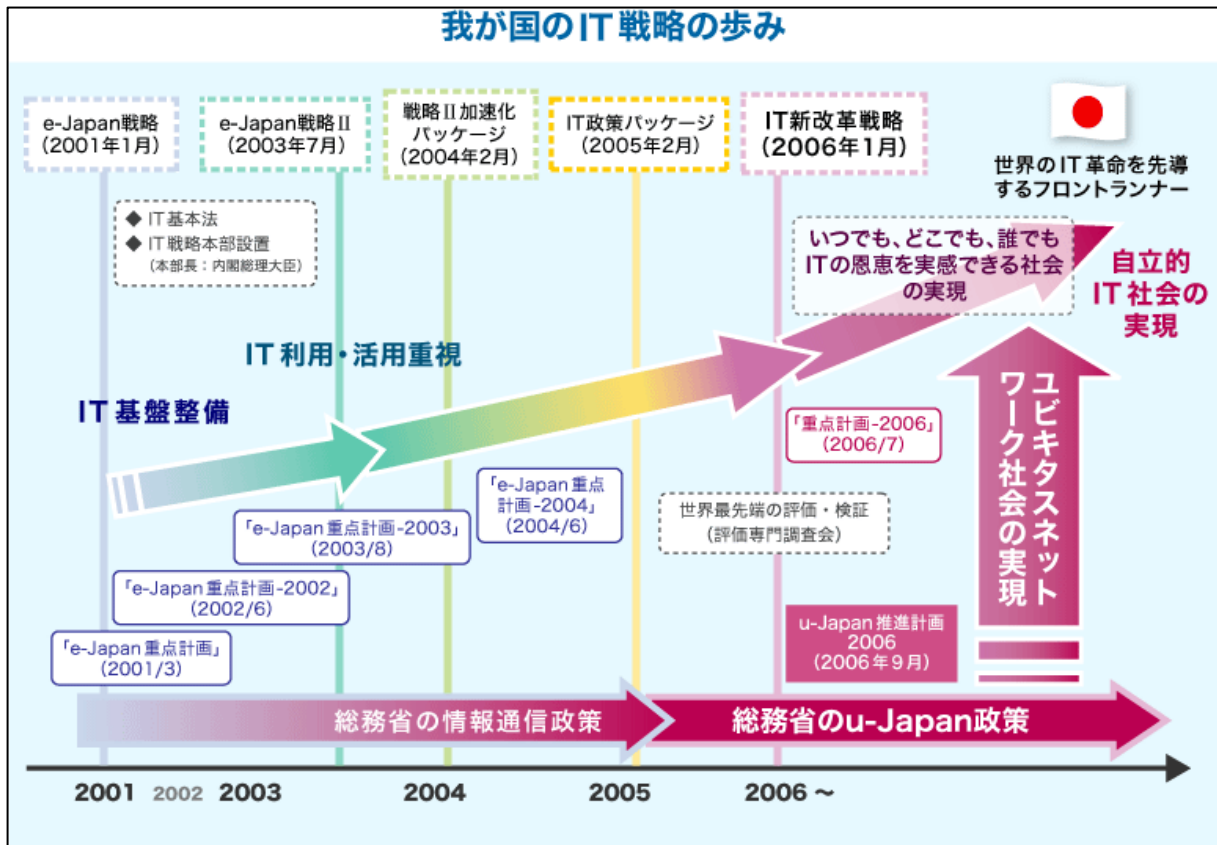 我が国のIT戦略の歩み
e-Japan戦略
(2001年1月)
e-Japan戦略Ⅱ
(2003年7月)
戦略Ⅱ加速化
パッケージ
(2004年2月)
IT政策パッケージ
(2005年2月)
IT新改革戦略
(2006年1月)
世界のIT革命を先導
するフロントランナー
◆ IT基本法
◆ IT戦略本部設置
(本部長：内閣総理大臣)
いつでも、どこでも、誰でも
ITの恩恵を実感できる社会
の実現
自立的
IT社会の
実現
IT利用・活用重視
IT基盤整備
「重点計画-2006」
(2006/7)
ユビキタスネット
ワーク社会の実現
「e-Japan重点
計画-2004」
(2004/6)
世界最先端の評価・検証
(評価専門調査会)
「e-Japan重点計画-2003」
(2003/8)
「e-Japan重点計画-2002」
(2002/6)
「e-Japan重点計画」
(2001/3)
u-Japan推進計画
2006
(2006年9月)
総務省の情報通信政策
総務省のu-Japan政策
2001 2002 2003 2004 2005 2006～